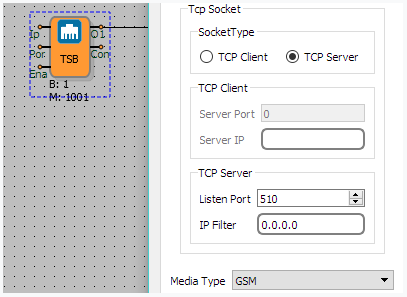 Ip
O1
Por
Con
TSB
Ena
B: 1
M: 1001
Tcp Socket
SocketType
TCP Client
TCP Server
TCP Client
Server Port
0
Server IP
TCP Server
Listen Port
510
IP Filter
0.0.0.0
Media Type
GSM